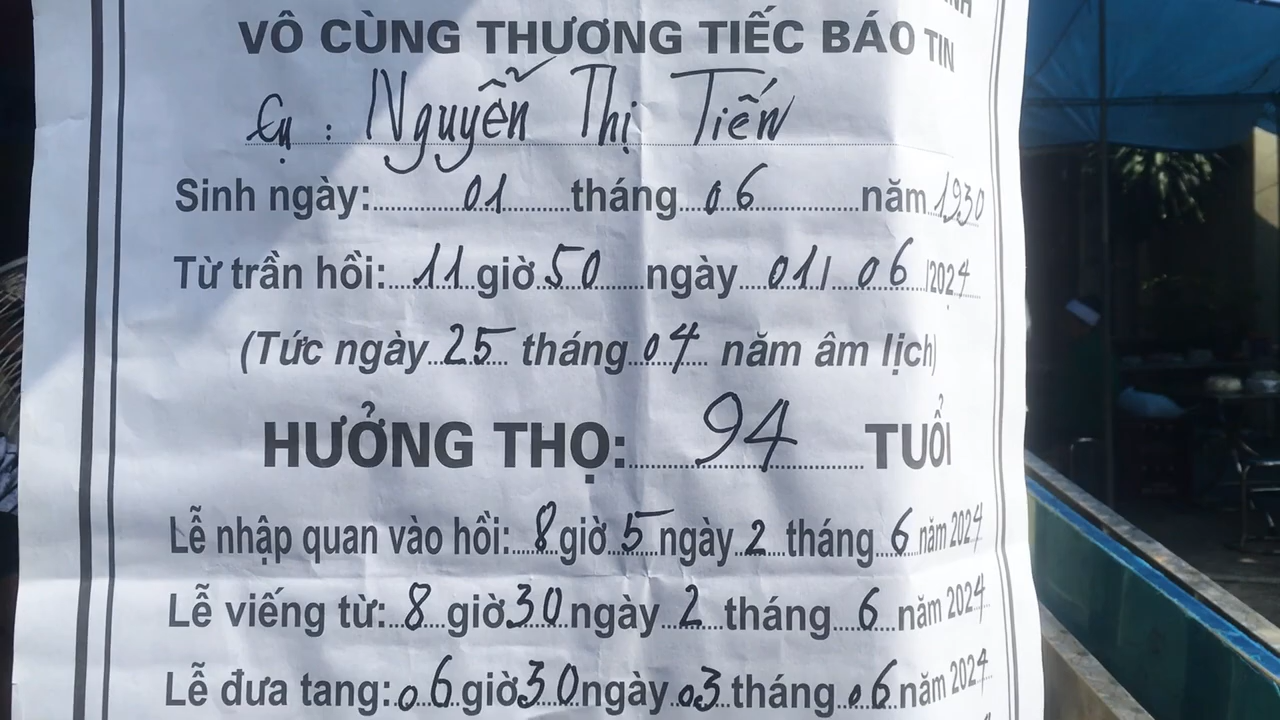 VÔ CÙNG THƯƠNG TIẾC BÁO TIN
Cụ : Nguyễn Thị Tiến
Sinh ngày: 01 tháng 06 năm 1930
Từ trần hồi: 11 giờ 50 ngày 01/ 06 /2024
(Tức ngày 25 tháng 04 năm âm lịch)
HƯỞNG THỌ: 94 TUỔI
Lễ nhập quan vào hồi: 8 giờ 5 ngày 2 tháng 6 năm 2024
Lễ viếng từ: 8 giờ 30 ngày 2 tháng 6 năm 2024
Lễ đưa tang: 06 giờ 30 ngày 03 tháng 06 năm 2024